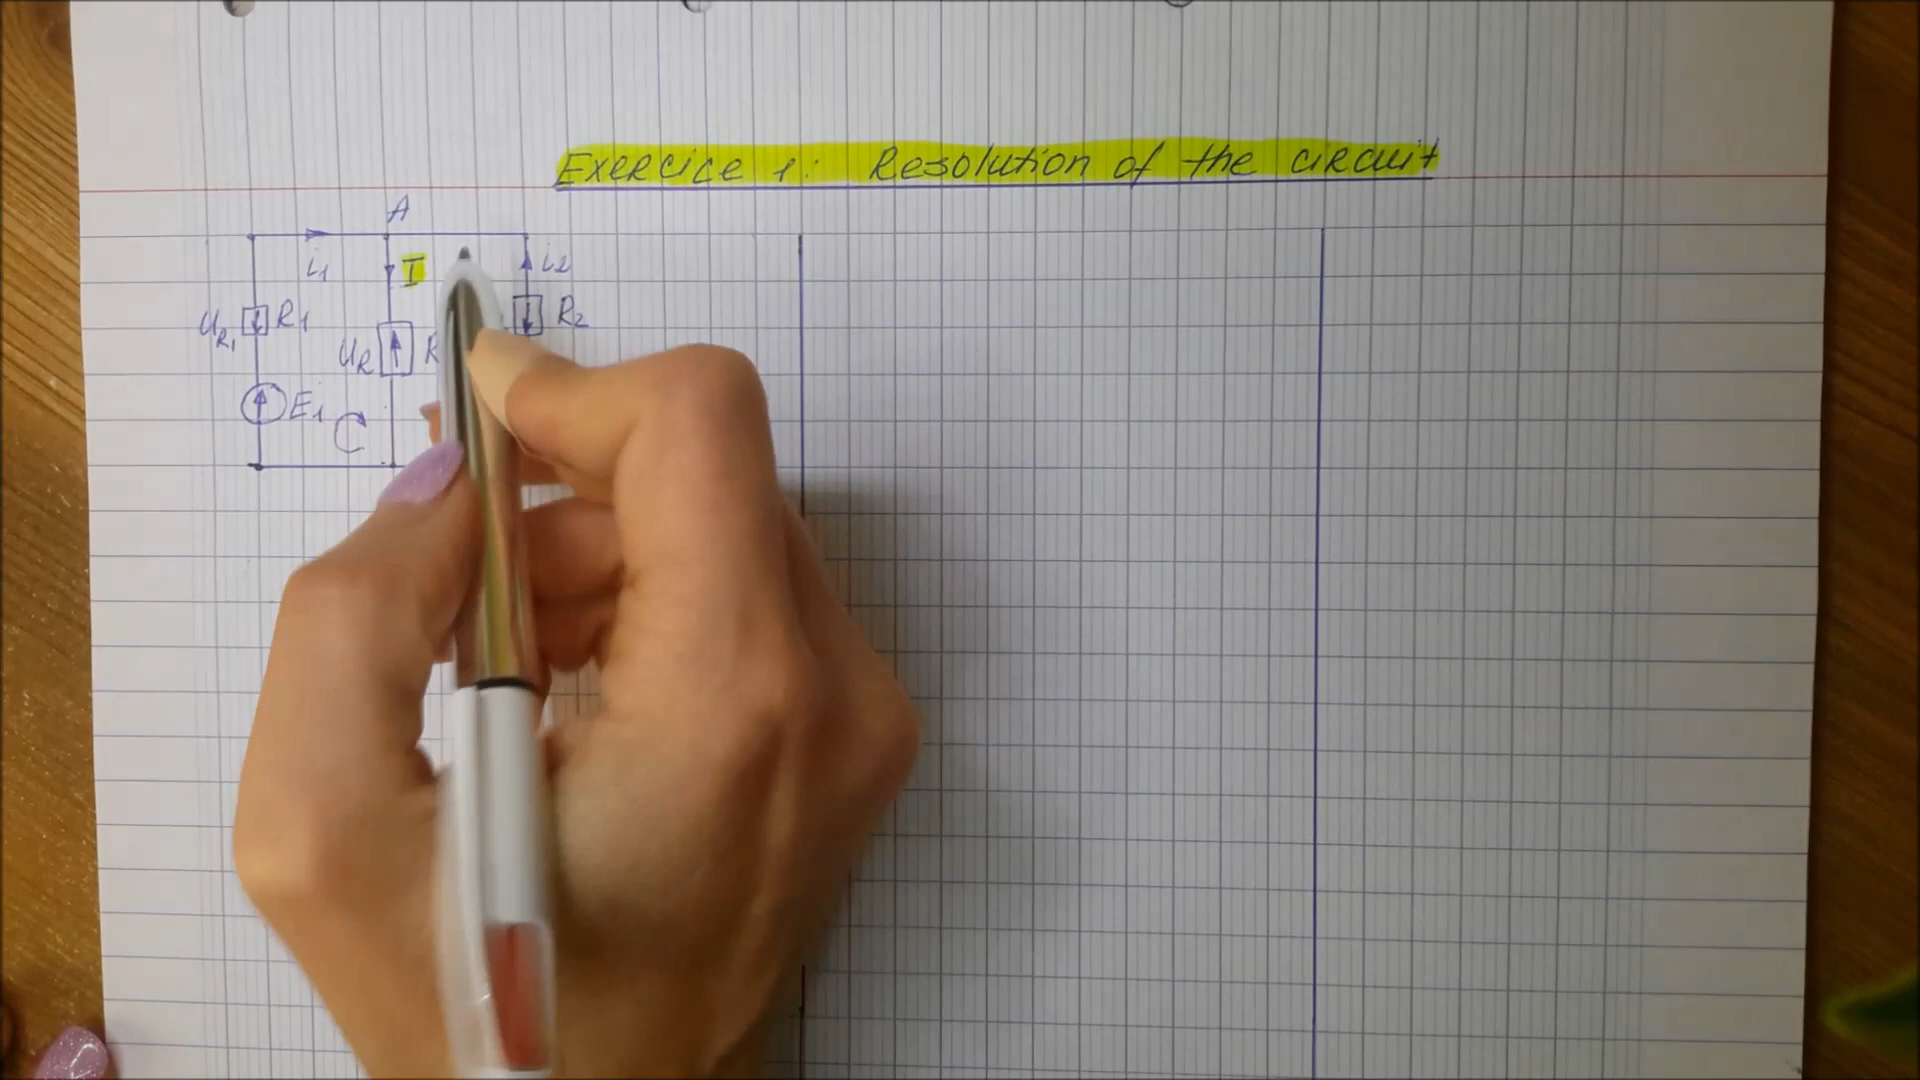 Exercice 1: Resolution of the circuit
A
i1
I
i2
UR1
R1
R2
UR
R
E1